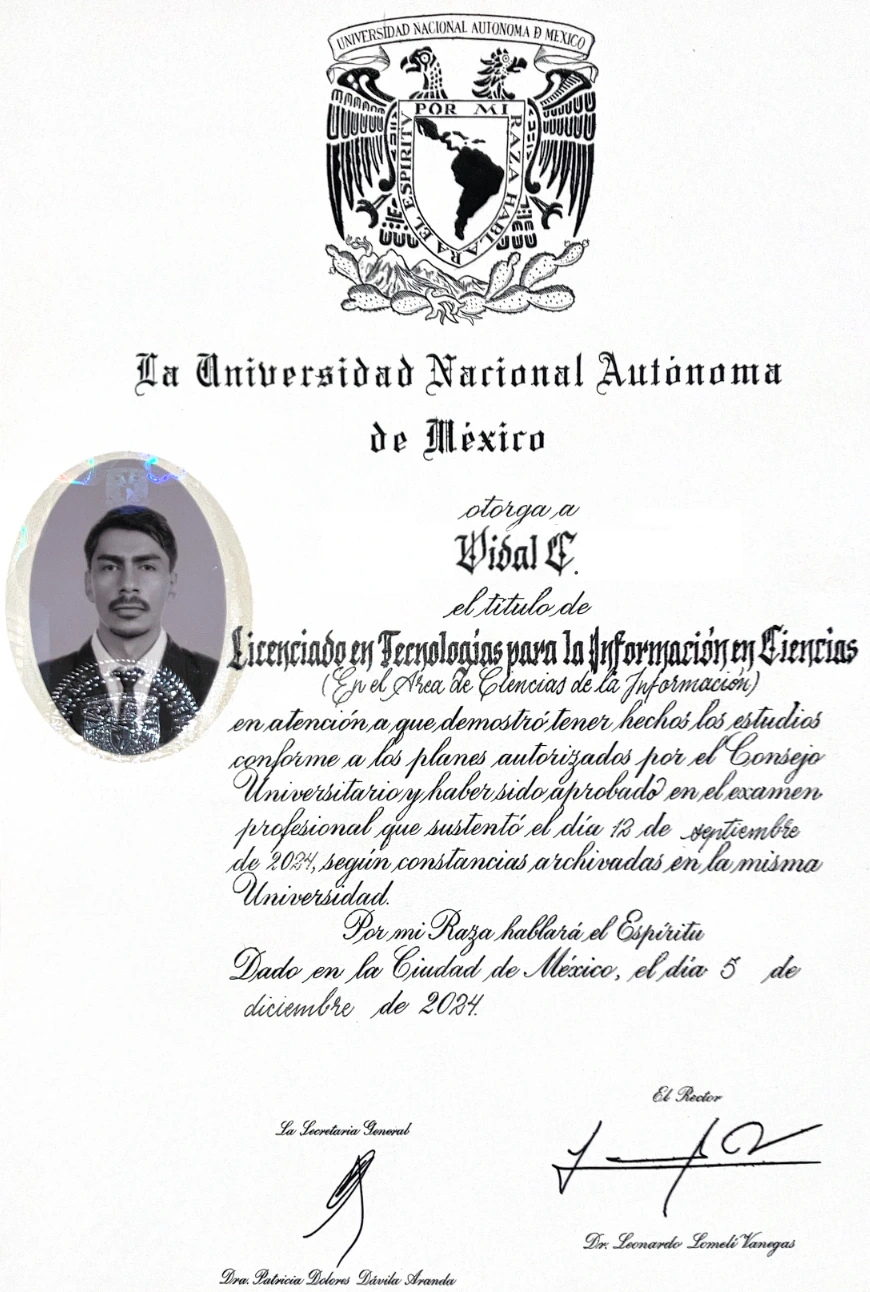 UNIVERSIDAD NACIONAL AUTONOMA D MEXICO
POR MI RAZA HABLARA EL ESPIRITV
La Universidad Nacional Autónoma
de México
otorga a
Vidal E.
el título de
Licenciado en Tecnologías para la Información en Ciencias
(En el Area de Ciencias de la Información)
en atención a que demostró tener hechos los estudios
conforme a los planes autorizados por el Consejo
Universitario y haber sido aprobado en el examen
profesional que sustentó el día 12 de septiembre
de 2024, según constancias archivadas en la misma
Universidad.
Por mi Raza hablará el Espíritu
Dado en la Ciudad de México, el día 5 de
diciembre de 2024.
El Rector
La Secretaria General
Dr. Leonardo Lomelí Vanegas
Dra. Patricia Dolores Dávila Aranda